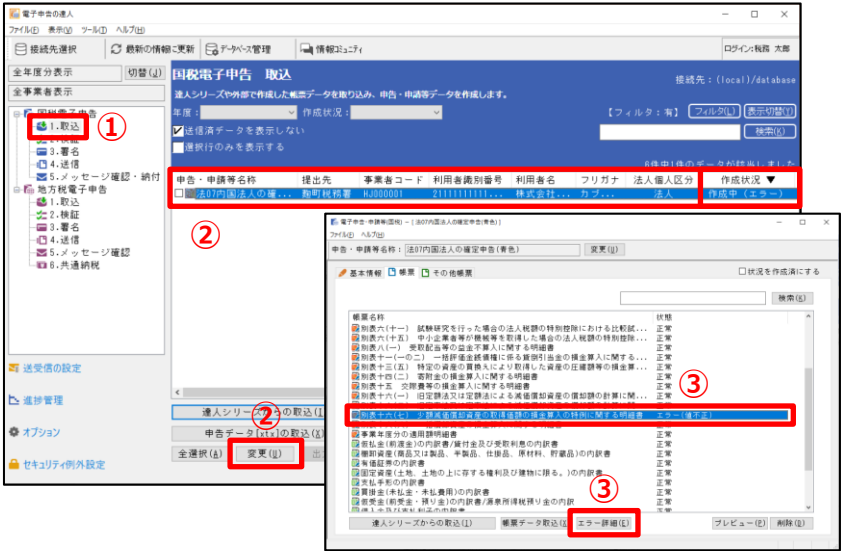 電子申告の達人
ファイル(F) 表示(V) ツール(T) ヘルプ(H)
接続先選択 最新の情報に更新 データベース管理 情報コミュニティ ログイン:税務 太郎
全年度分表示 切替(J)
全事業者表示
国税電子申告
1.取込
①
3.署名
4.送信
5.メッセージ確認・納付
地方税電子申告
1.取込
2.検証
3.署名
4.送信
5.メッセージ確認
6.共通納税
送受信の設定
進捗管理
オプション
セキュリティ例外設定
国税電子申告 取込
接続先:(local)/database
達人シリーズや外部で作成した帳票データを取り込み、申告・申請等データを作成します。
年度: 作成状況: 【フィルタ:有】 フィルタ(L) 表示切替(T)
送信済データを表示しない 検索(K)
選択行のみを表示する
6件中1件のデータが該当しました
申告・申請等名称 提出先 事業者コード 利用者識別番号 利用者名 フリガナ 法人個人区分 作成状況 ▼
法07内国法人の確... 麴町税務署 HJ000001 21111111111... 株式会社... カブ... 法人 作成中(エラー)
②
達人シリーズからの取込(I)
②
申告データ[xtx]の取込(X)
全選択(A) 変更(U) 出
電子申告・申請等(国税) - [法07内国法人の確定申告(青色)]
ファイル(F) ヘルプ(H)
申告・申請等名称: 法07内国法人の確定申告(青色) 変更(U)
基本情報 帳票 その他帳票 状況を作成済にする
検索(K)
帳票名称 状態
別表六(十一) 試験研究を行った場合の法人税額の特別控除における比較試... 正常
別表六(十五) 中小企業者等が機械等を取得した場合の法人税額の特別控除... 正常
別表八(一) 受取配当等の益金不算入に関する明細書 正常
別表十一(一の二) 一括評価金銭債権に係る貸倒引当金の損金算入に関する... 正常
別表十三(五) 特定の資産の買換えにより取得した資産の圧縮額等の損金算... 正常
別表十四(二) 寄附金の損金算入に関する明細書 正常
別表十五 交際費等の損金算入に関する明細書 正常
別表十六(一) 旧定額法又は定額法による減価償却資産の償却額の計算に関... 正常
③
別表十六(七) 少額減価償却資産の取得価額の損金算入の特例に関する明細書 エラー(値不正)
事業年度分の適用額明細書 正常
仮払金(前渡金)の内訳書/貸付金及び受取利息の内訳書 正常
棚卸資産(商品又は製品、半製品、仕掛品、原材料、貯蔵品)の内訳書 正常
有価証券の内訳書 正常
固定資産(土地、土地の上に存する権利及び建物に限る。)の内訳書 正常
支払手形の内訳書 正常
買掛金(未払金・未払費用)の内訳書 正常
仮受金(前受金・預り金)の内訳書/源泉所得税預り金の内訳 正常
③
達人シリーズからの取込(I) 帳票データ取込(X) エラー詳細(E) プレビュー(P) 削除(D)